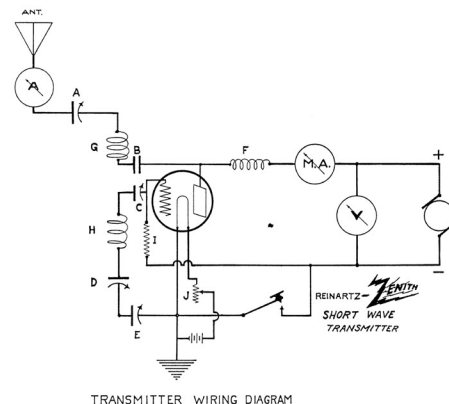 ANT.
A
A
G
B
F
M.A.
+
C
V
H
I
D
J
−
E
REINARTZ-ZENITH
SHORT WAVE
TRANSMITTER
TRANSMITTER WIRING DIAGRAM